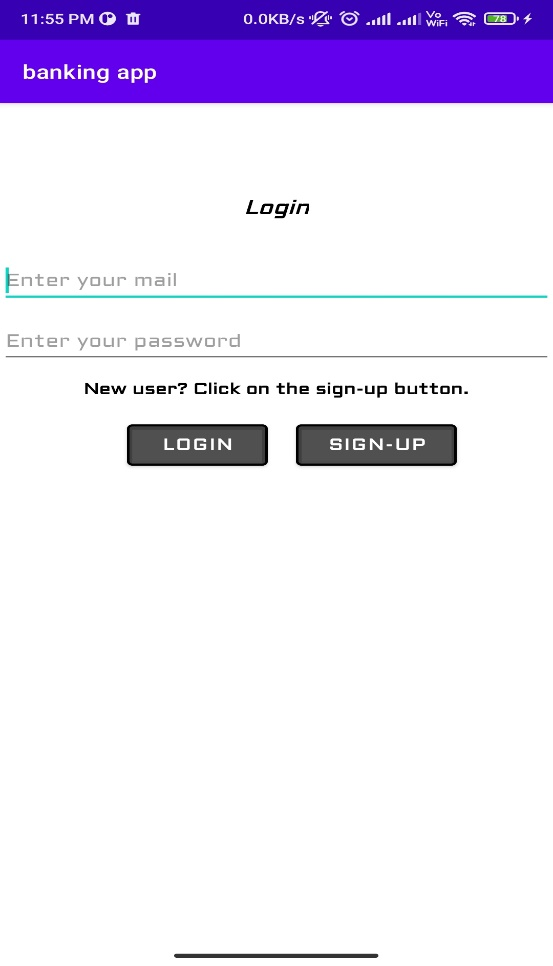 11:55 PM 0.0KB/s Vo WiFi 78
banking app
Login
Enter your mail
Enter your password
New user? Click on the sign-up button.
LOGIN SIGN-UP